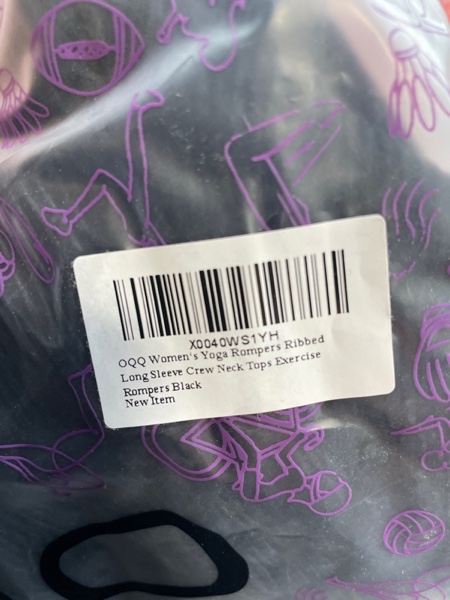 X0040WS1YH
OQQ Women's Yoga Rompers Ribbed
Long Sleeve Crew Neck Tops Exercise
Rompers Black
New Item